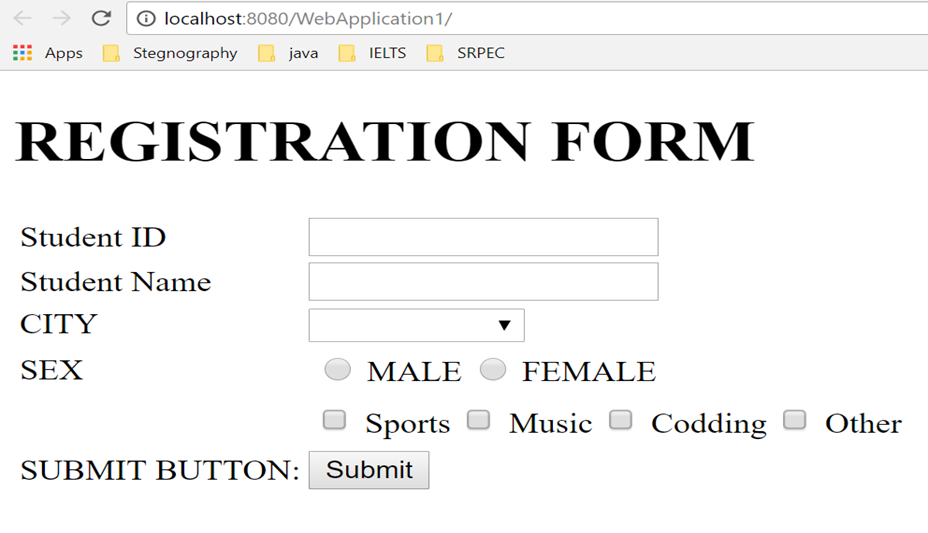 localhost:8080/WebApplication1/
Apps Stegnography java IELTS SRPEC
REGISTRATION FORM
Student ID
Student Name
CITY
SEX MALE FEMALE
Sports Music Codding Other
SUBMIT BUTTON: Submit